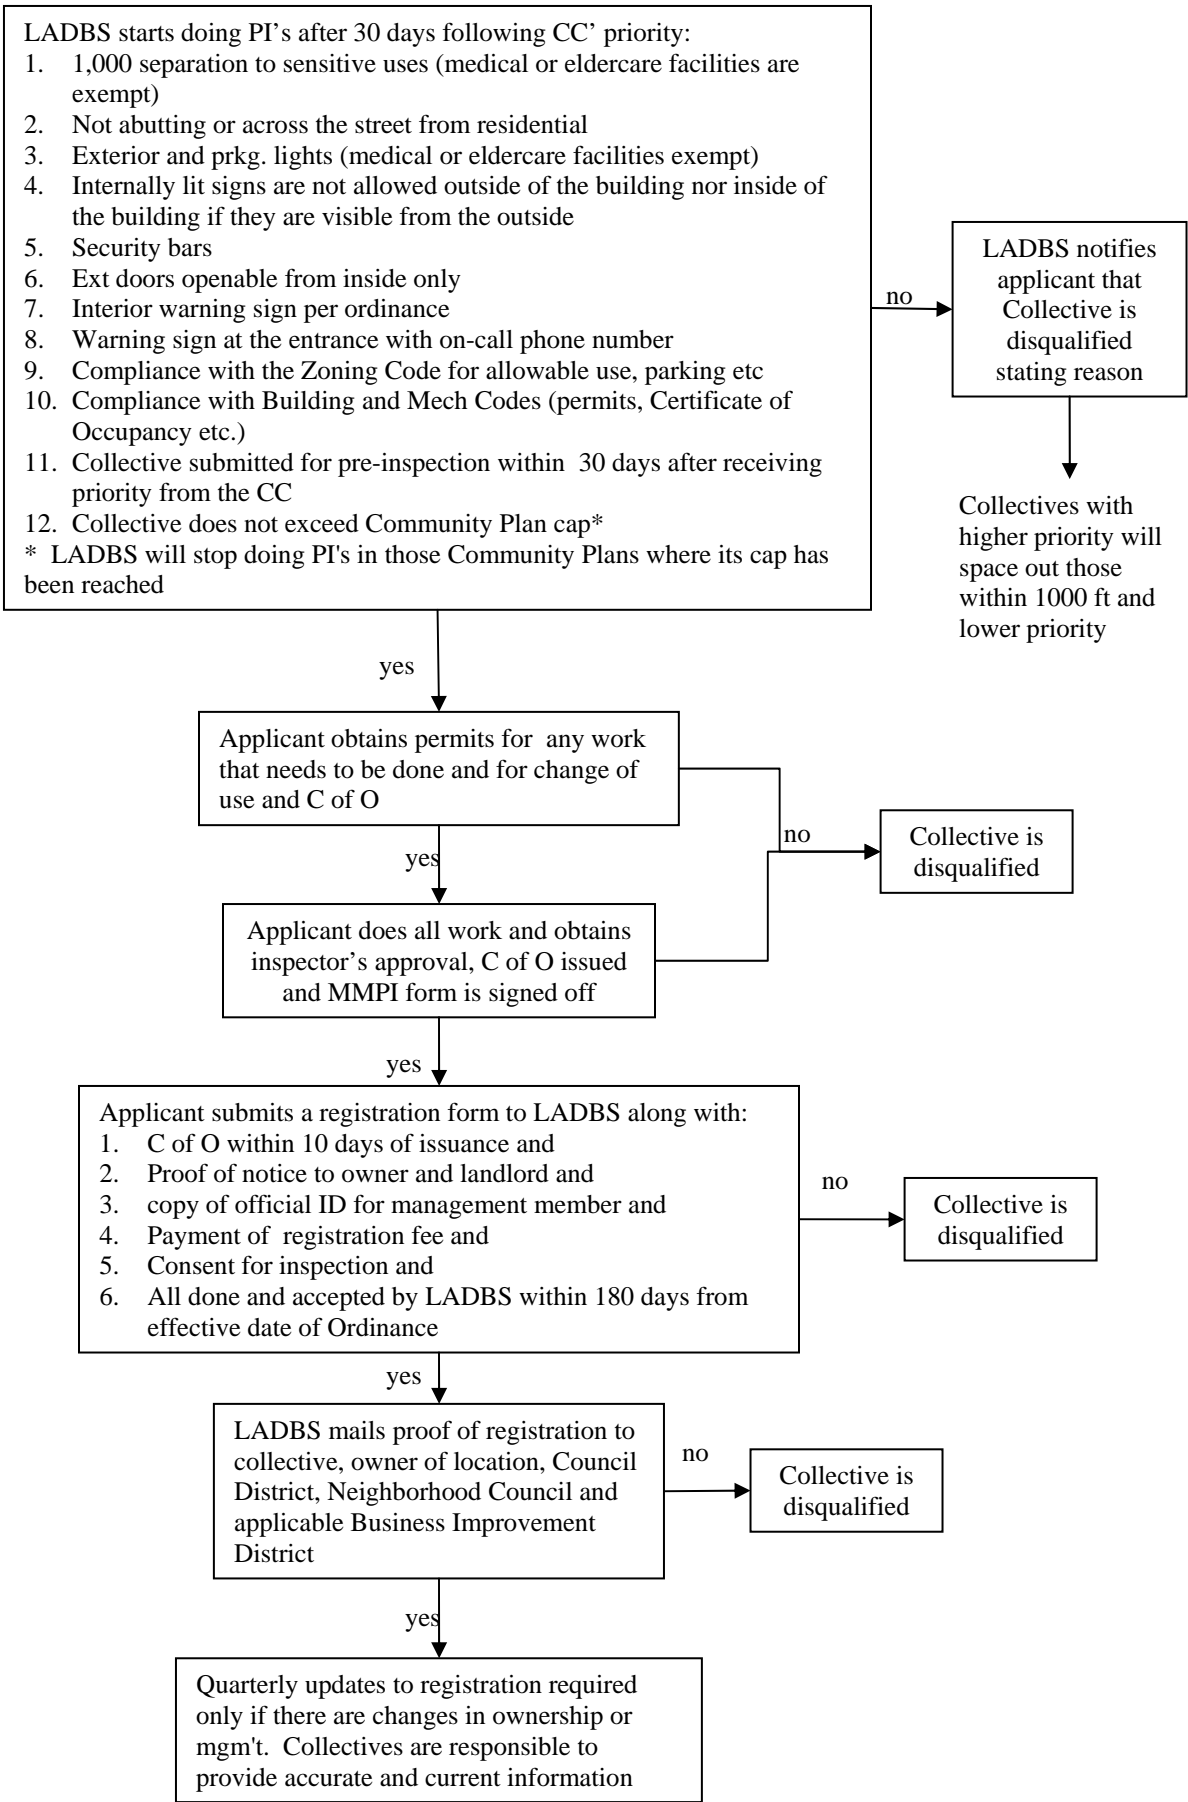 LADBS starts doing PI's after 30 days following CC' priority:
1. 1,000 separation to sensitive uses (medical or eldercare facilities are
exempt)
2. Not abutting or across the street from residential
3. Exterior and prkg. lights (medical or eldercare facilities exempt)
4. Internally lit signs are not allowed outside of the building nor inside of
the building if they are visible from the outside
5. Security bars
6. Ext doors openable from inside only
7. Interior warning sign per ordinance
8. Warning sign at the entrance with on-call phone number
9. Compliance with the Zoning Code for allowable use, parking etc
10. Compliance with Building and Mech Codes (permits, Certificate of
Occupancy etc.)
11. Collective submitted for pre-inspection within 30 days after receiving
priority from the CC
12. Collective does not exceed Community Plan cap*
* LADBS will stop doing PI's in those Community Plans where its cap has
been reached
no
LADBS notifies
applicant that
Collective is
disqualified
stating reason
Collectives with
higher priority will
space out those
within 1000 ft and
lower priority
yes
Applicant obtains permits for any work
that needs to be done and for change of
use and C of O
no
Collective is
disqualified
yes
Applicant does all work and obtains
inspector’s approval, C of O issued
and MMPI form is signed off
yes
Applicant submits a registration form to LADBS along with:
1. C of O within 10 days of issuance and
2. Proof of notice to owner and landlord and
3. copy of official ID for management member and
4. Payment of registration fee and
5. Consent for inspection and
6. All done and accepted by LADBS within 180 days from
effective date of Ordinance
no
Collective is
disqualified
yes
LADBS mails proof of registration to
collective, owner of location, Council
District, Neighborhood Council and
applicable Business Improvement
District
no
Collective is
disqualified
yes
Quarterly updates to registration required
only if there are changes in ownership or
mgm't. Collectives are responsible to
provide accurate and current information